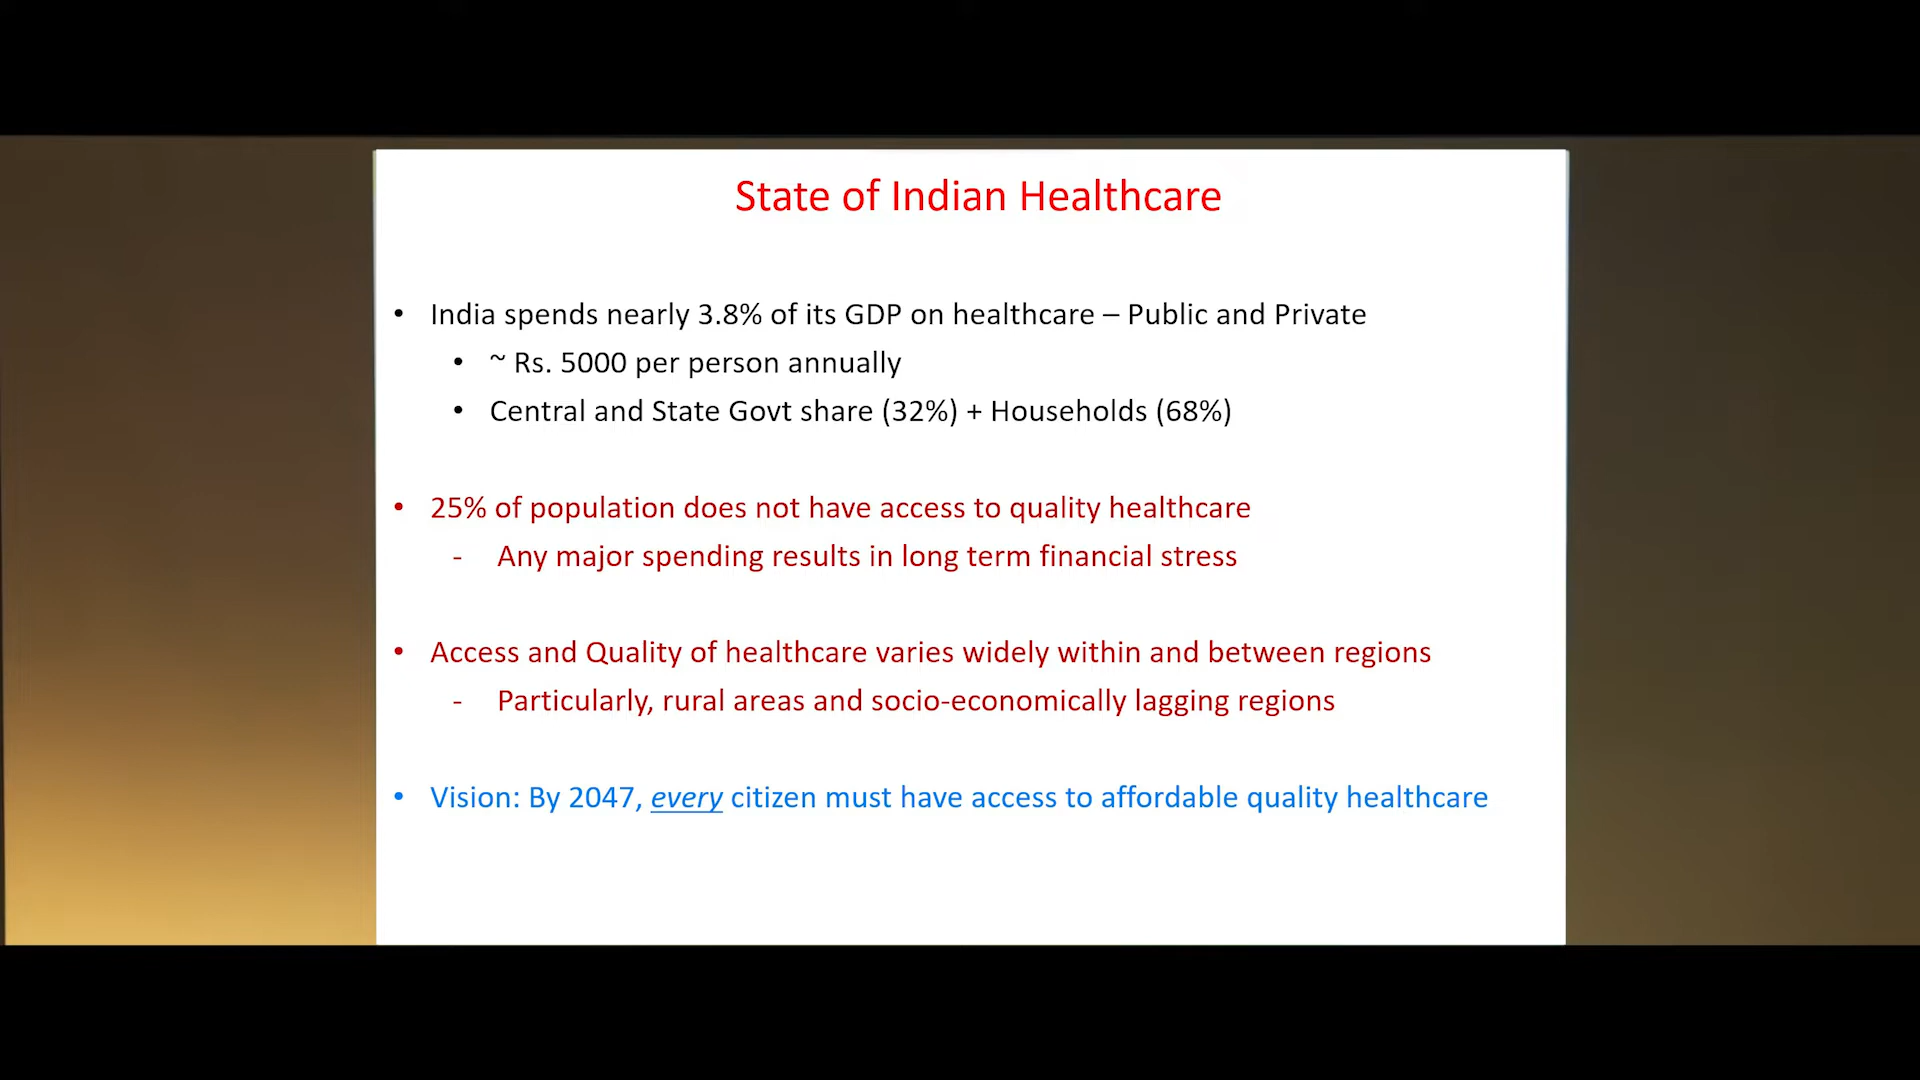 State of Indian Healthcare
• India spends nearly 3.8% of its GDP on healthcare – Public and Private
• ~ Rs. 5000 per person annually
• Central and State Govt share (32%) + Households (68%)
• 25% of population does not have access to quality healthcare
- Any major spending results in long term financial stress
• Access and Quality of healthcare varies widely within and between regions
- Particularly, rural areas and socio-economically lagging regions
• Vision: By 2047, every citizen must have access to affordable quality healthcare